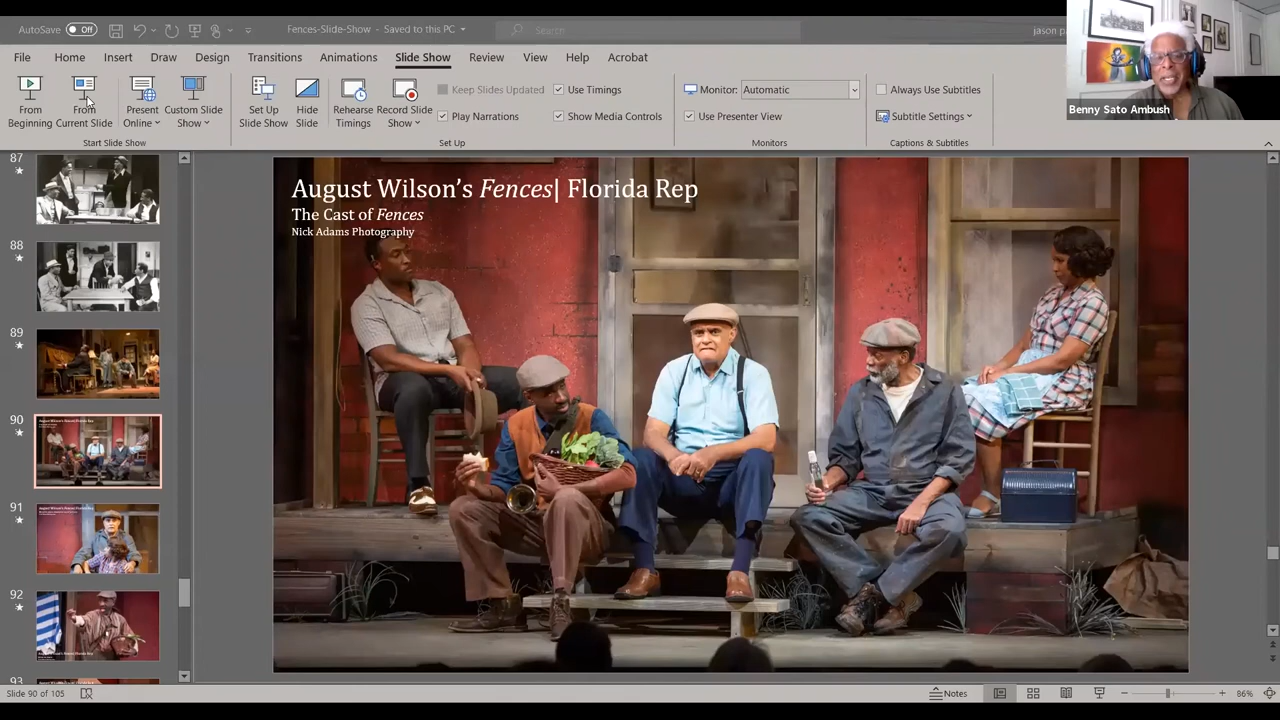 AutoSave Off Fences-Slide-Show - Saved to this PC Search jason pa
File Home Insert Draw Design Transitions Animations Slide Show Review View Help Acrobat
From Beginning
From Current Slide
Present Online
Custom Slide Show
Start Slide Show
Set Up Slide Show
Hide Slide
Rehearse Timings
Record Slide Show
Keep Slides Updated
Play Narrations
Use Timings
Show Media Controls
Set Up
Monitor: Automatic
Use Presenter View
Monitors
Always Use Subtitles
Subtitle Settings
Captions & Subtitles
Benny Sato Ambush
87
88
89
90
91
92
93
August Wilson's Fences| Florida Rep
The Cast of Fences
Nick Adams Photography
Slide 90 of 105
Notes
86%